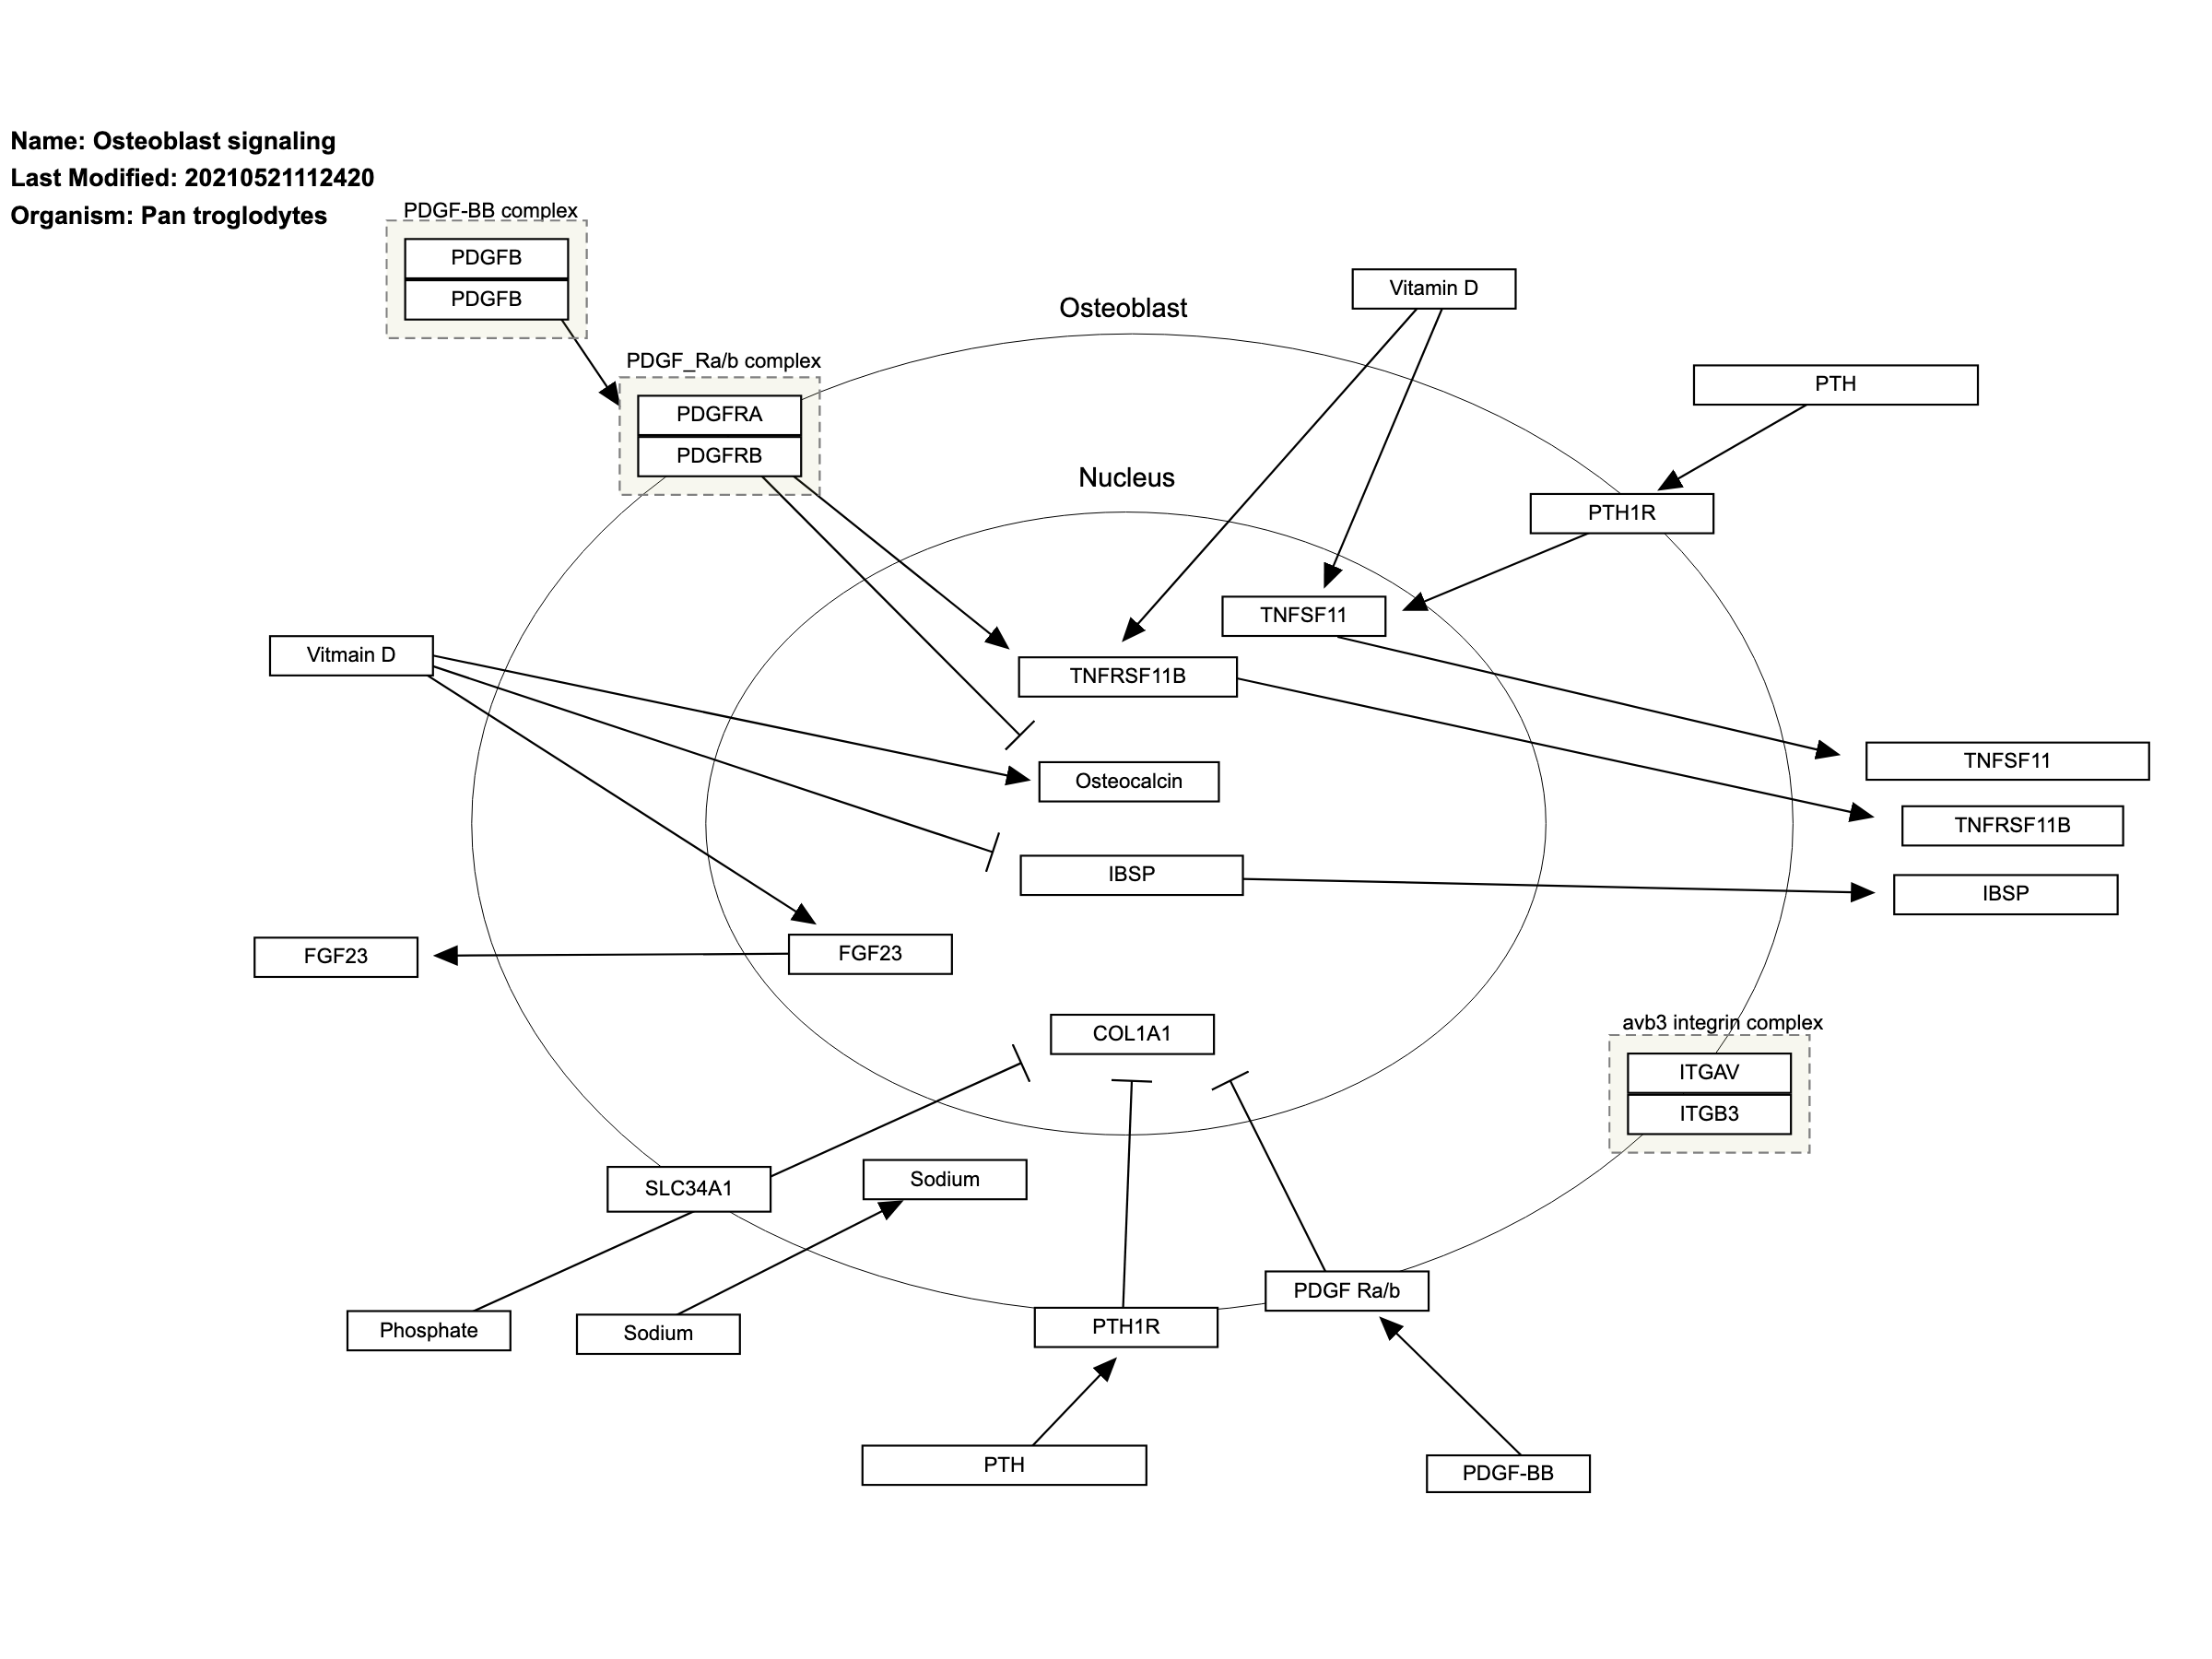 Name: Osteoblast signaling
Last Modified: 20210521112420
Organism: Pan troglodytes
PDGF-BB complex
PDGFB
PDGFB
Vitamin D
Osteoblast
PDGF_Ra/b complex
PTH
PDGFRA
PDGFRB
Nucleus
PTH1R
TNFSF11
Vitmain D
TNFRSF11B
TNFSF11
Osteocalcin
TNFRSF11B
IBSP
IBSP
FGF23
FGF23
avb3 integrin complex
COL1A1
ITGAV
ITGB3
Sodium
SLC34A1
PDGF Ra/b
PTH1R
Phosphate
Sodium
PTH
PDGF-BB